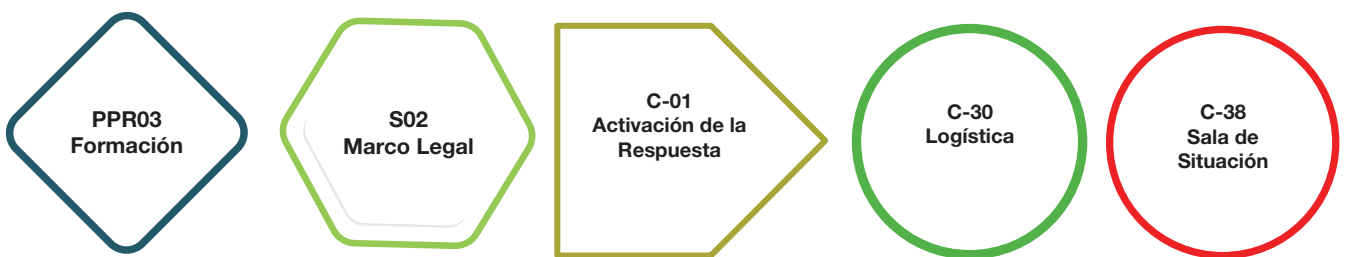 PPR03
Formación
S02
Marco Legal
C-01
Activación de la
Respuesta
C-30
Logística
C-38
Sala de
Situación